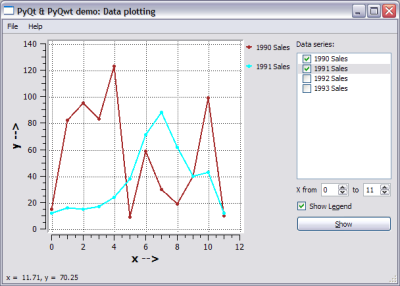 PyQt & PyQwt demo: Data plotting
File Help
140
120
100
80
60
40
20
0
y -->
0 2 4 6 8 10 12
x -->
1990 Sales
1991 Sales
Data series:
1990 Sales
1991 Sales
1992 Sales
1993 Sales
X from 0 to 11
Show Legend
Show
x = 11.71, y = 70.25